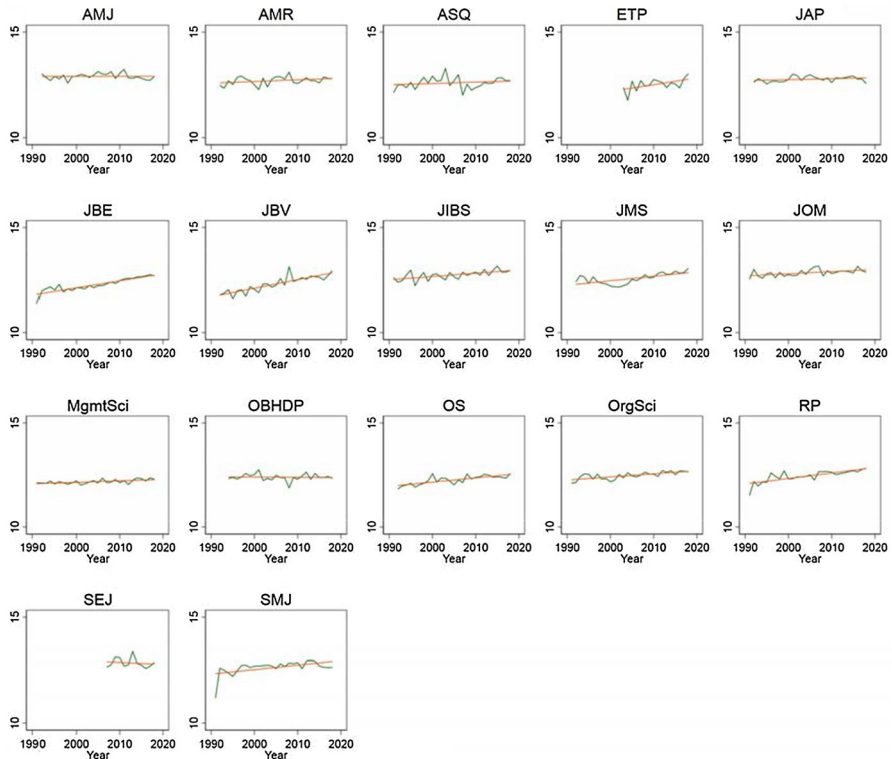 AMJ AMR ASQ ETP JAP
15 15 15 15 15
10 10 10 10 10
1990 2000 2010 2020 1990 2000 2010 2020 1990 2000 2010 2020 1990 2000 2010 2020 1990 2000 2010 2020
Year Year Year Year Year
JBE JBV JIBS JMS JOM
15 15 15 15 15
10 10 10 10 10
1990 2000 2010 2020 1990 2000 2010 2020 1990 2000 2010 2020 1990 2000 2010 2020 1990 2000 2010 2020
Year Year Year Year Year
MgmtSci OBHDP OS OrgSci RP
15 15 15 15 15
10 10 10 10 10
1990 2000 2010 2020 1990 2000 2010 2020 1990 2000 2010 2020 1990 2000 2010 2020 1990 2000 2010 2020
Year Year Year Year Year
SEJ SMJ
15 15
10 10
1990 2000 2010 2020 1990 2000 2010 2020
Year Year